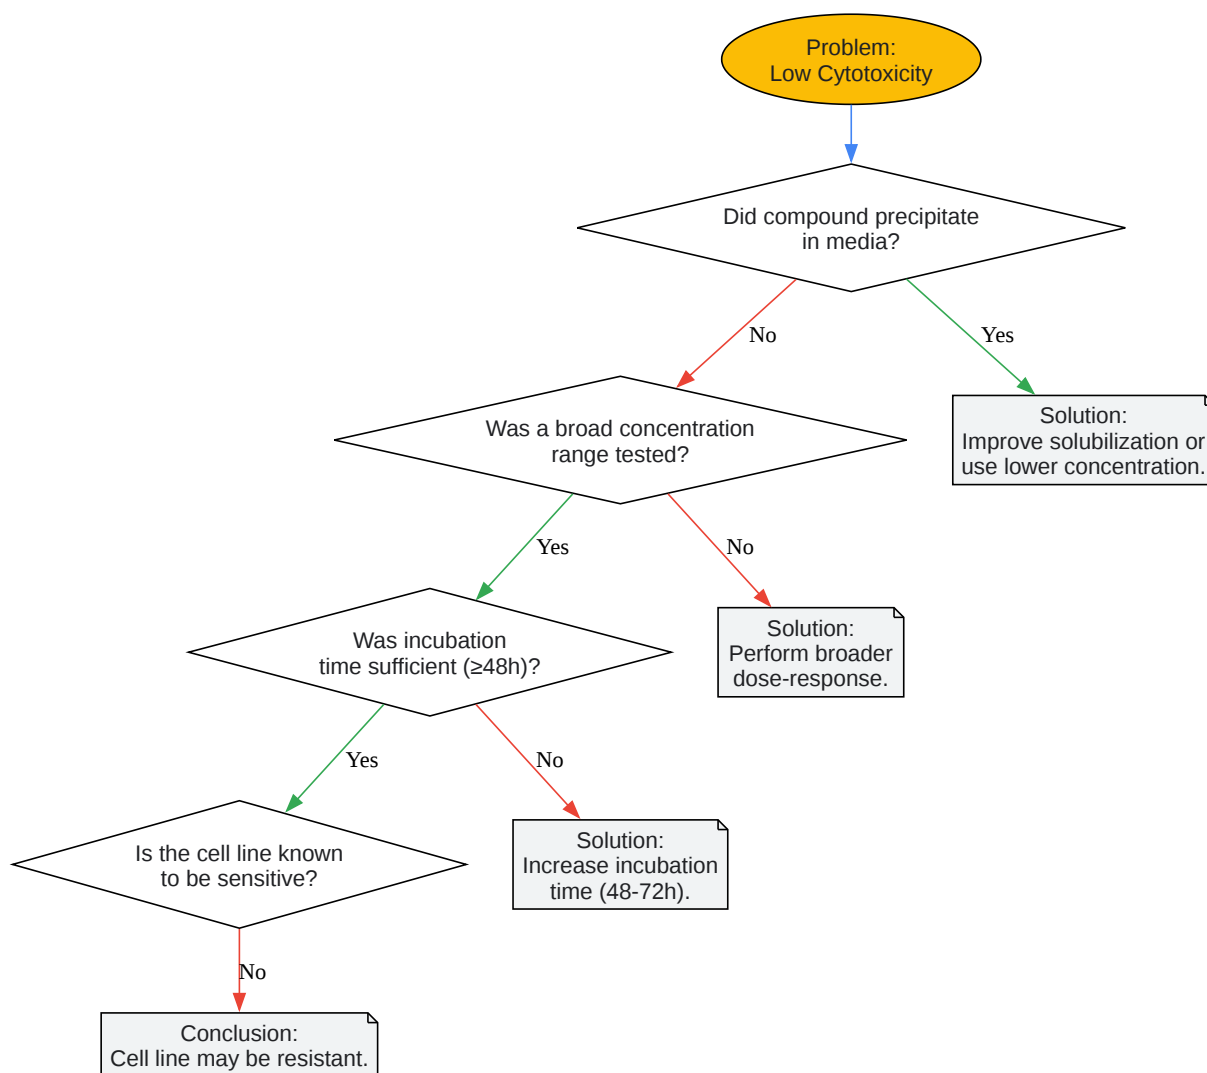 Problem:
Low Cytotoxicity
Did compound precipitate
in media?
No
Yes
Was a broad concentration
range tested?
Solution:
Improve solubilization or
use lower concentration.
Yes
No
Was incubation
time sufficient (≥48h)?
Solution:
Perform broader
dose-response.
Yes
No
Is the cell line known
to be sensitive?
Solution:
Increase incubation
time (48-72h).
No
Conclusion:
Cell line may be resistant.